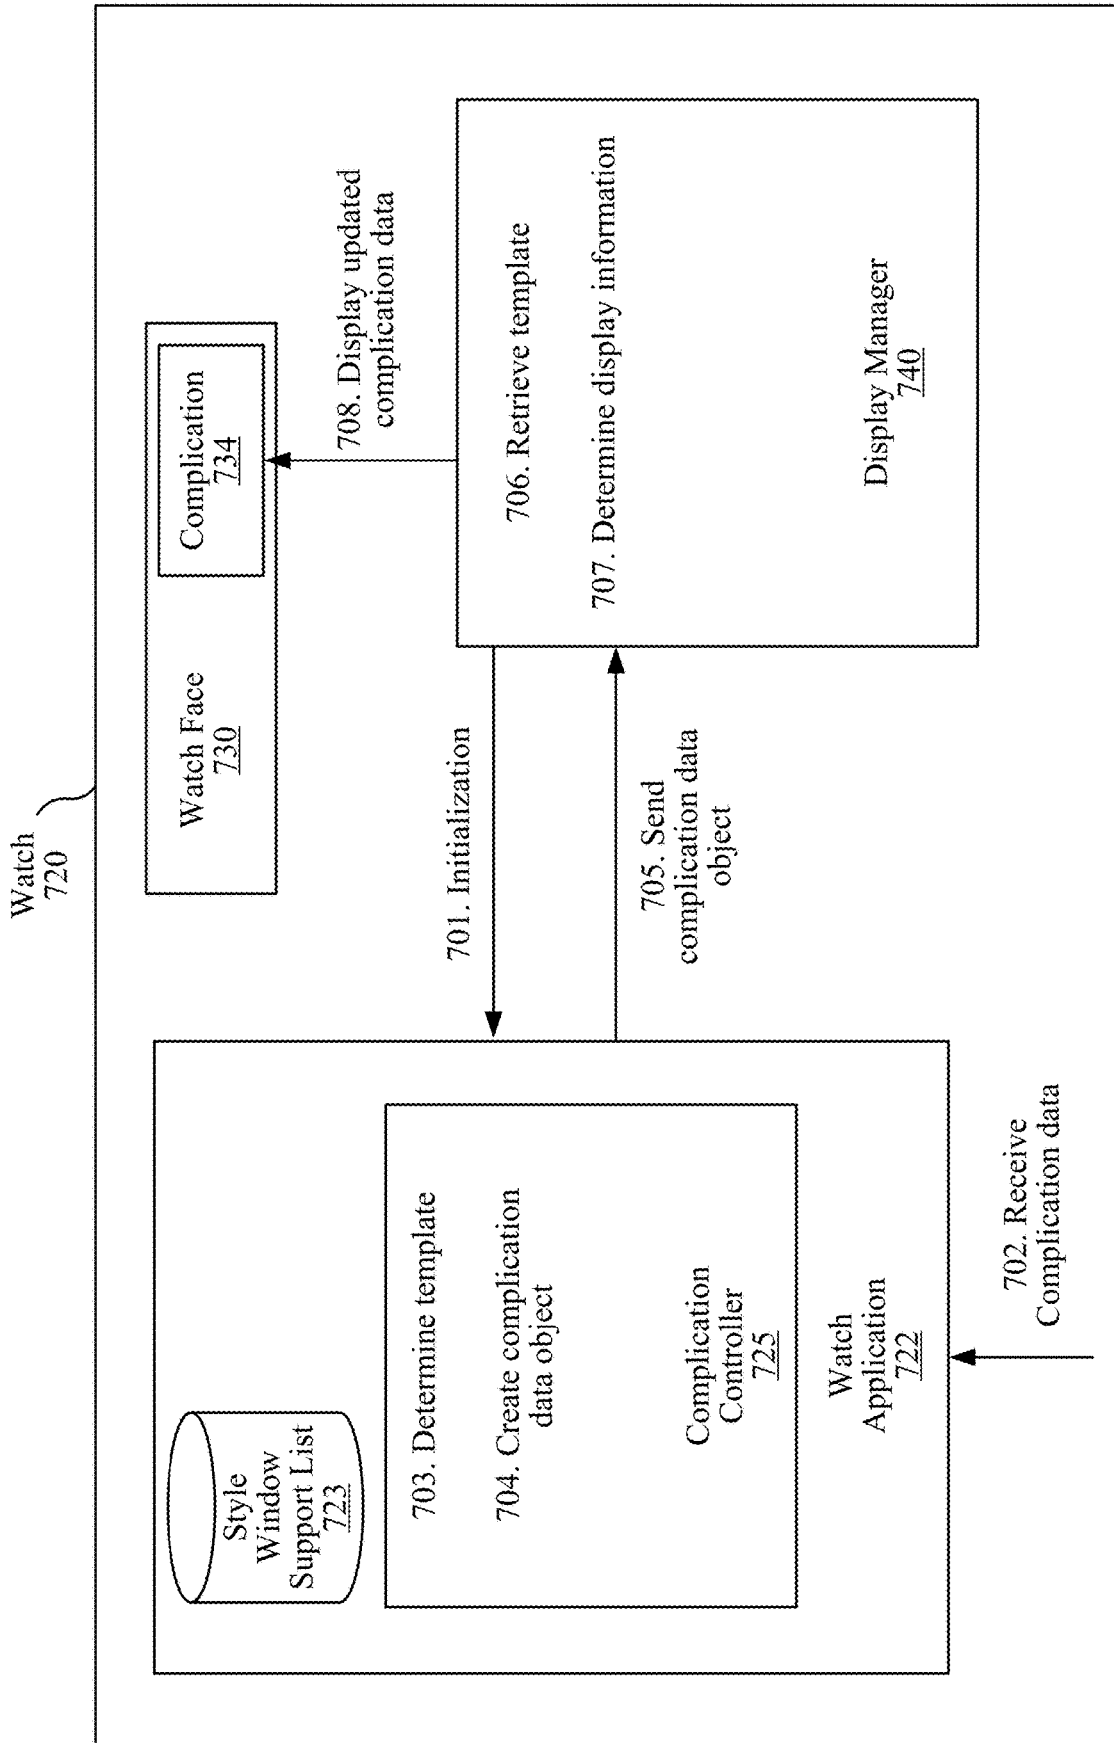 Watch
720
Style
Window
Support List
723
703. Determine template
704. Create complication
data object
Complication
Controller
725
Watch
Application
722
702. Receive
Complication data
701. Initialization
705. Send
complication data
object
Watch Face
730
Complication
734
708. Display updated
complication data
706. Retrieve template
707. Determine display information
Display Manager
740